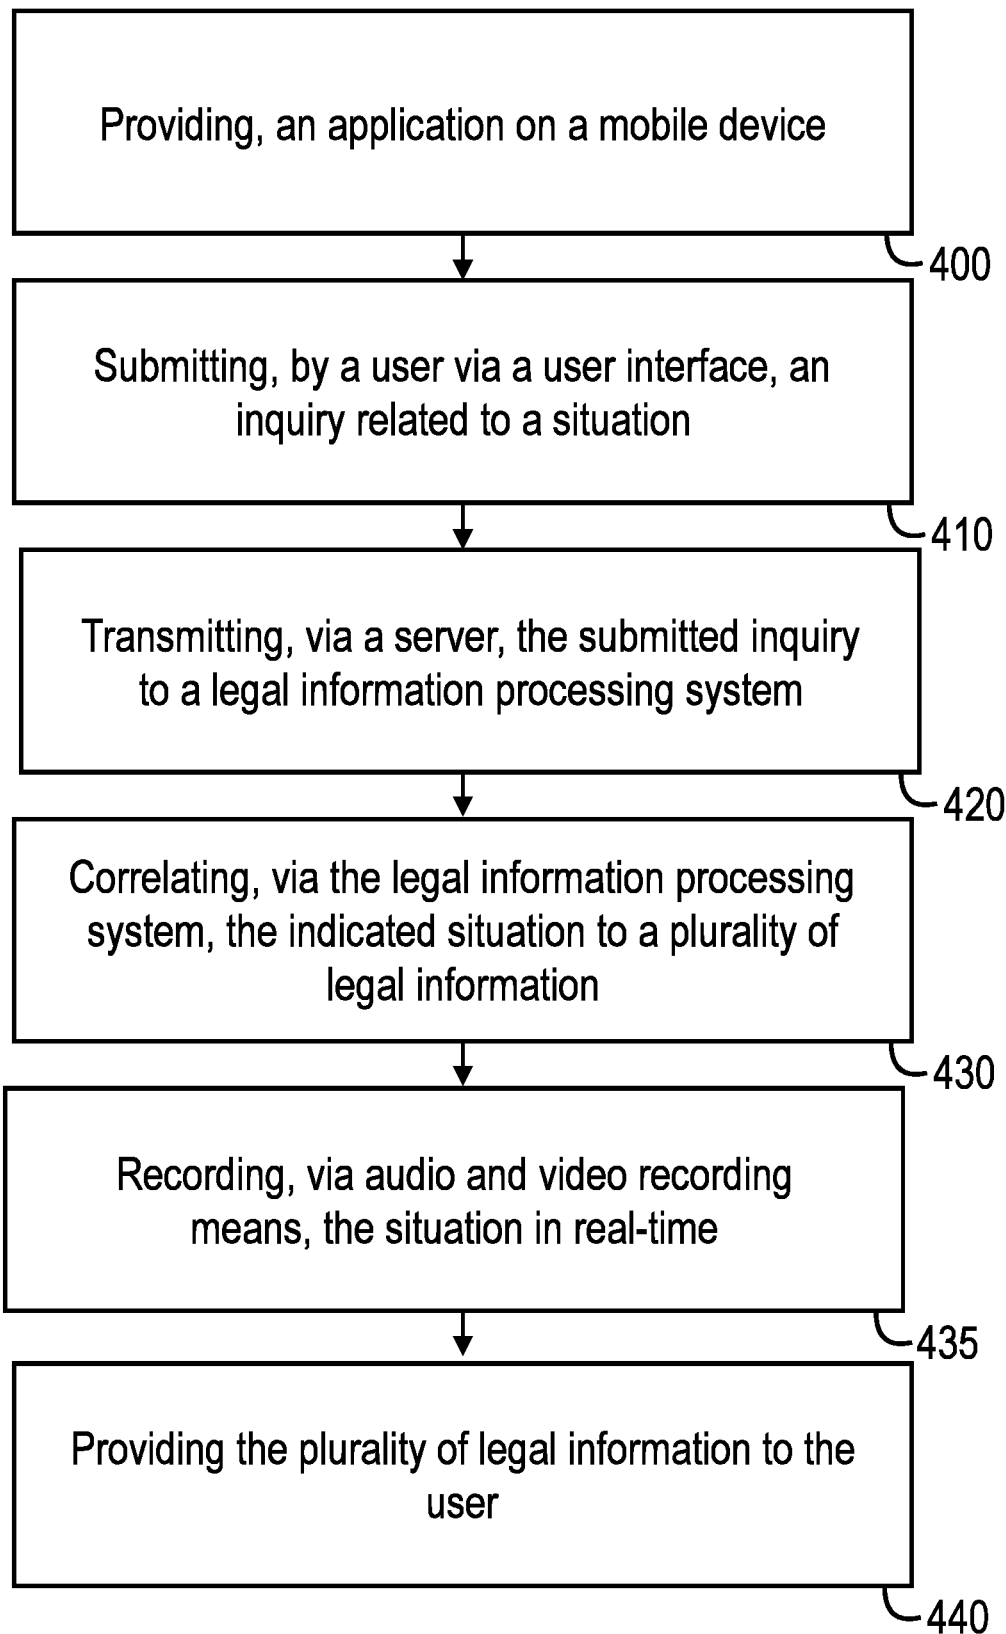 Providing, an application on a mobile device
400
Submitting, by a user via a user interface, an
inquiry related to a situation
410
Transmitting, via a server, the submitted inquiry
to a legal information processing system
420
Correlating, via the legal information processing
system, the indicated situation to a plurality of
legal information
430
Recording, via audio and video recording
means, the situation in real-time
435
Providing the plurality of legal information to the
user
440